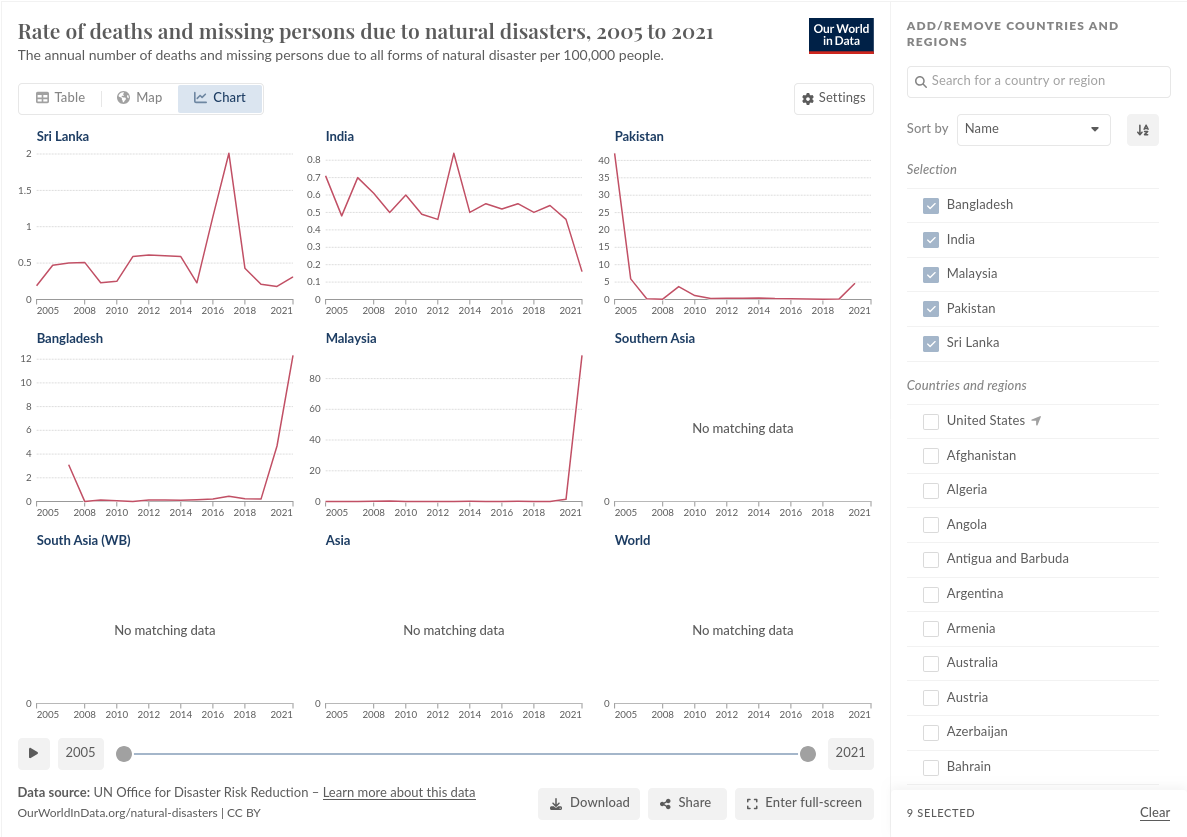 Rate of deaths and missing persons due to natural disasters, 2005 to 2021
The annual number of deaths and missing persons due to all forms of natural disaster per 100,000 people.
Our World
in Data
Table Map Chart
Settings
Sri Lanka
2
1.5
1
0.5
0
2005 2008 2010 2012 2014 2016 2018 2021
India
0.8
0.7
0.6
0.5
0.4
0.3
0.2
0.1
0
2005 2008 2010 2012 2014 2016 2018 2021
Pakistan
40
35
30
25
20
15
10
5
0
2005 2008 2010 2012 2014 2016 2018 2021
Bangladesh
12
10
8
6
4
2
0
2005 2008 2010 2012 2014 2016 2018 2021
Malaysia
80
60
40
20
0
2005 2008 2010 2012 2014 2016 2018 2021
Southern Asia
No matching data
0
2005 2008 2010 2012 2014 2016 2018 2021
South Asia (WB)
No matching data
0
2005 2008 2010 2012 2014 2016 2018 2021
Asia
No matching data
0
2005 2008 2010 2012 2014 2016 2018 2021
World
No matching data
0
2005 2008 2010 2012 2014 2016 2018 2021
2005
2021
Data source: UN Office for Disaster Risk Reduction – Learn more about this data
OurWorldInData.org/natural-disasters | CC BY
Download
Share
Enter full-screen
ADD/REMOVE COUNTRIES AND
REGIONS
Search for a country or region
Sort by Name
Selection
Bangladesh
India
Malaysia
Pakistan
Sri Lanka
Countries and regions
United States
Afghanistan
Algeria
Angola
Antigua and Barbuda
Argentina
Armenia
Australia
Austria
Azerbaijan
Bahrain
9 SELECTED
Clear